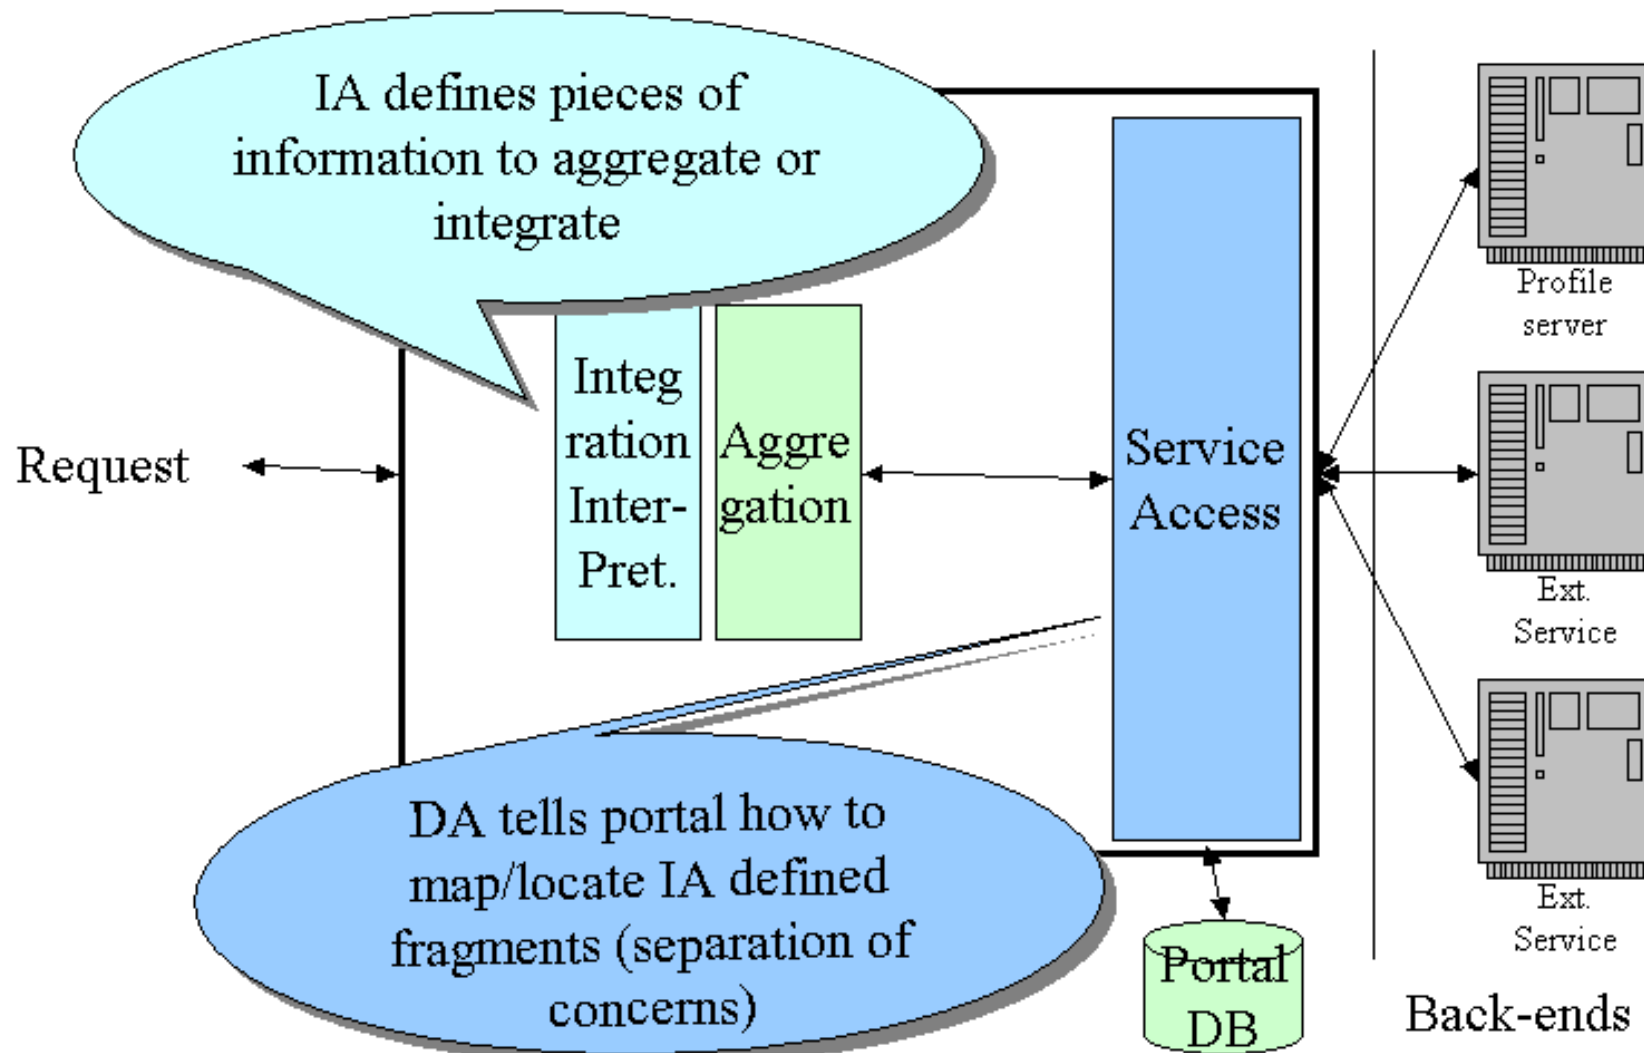 IA defines pieces of
information to aggregate or
integrate
Request
Integ
ration
Inter-
Pret.
Aggre
gation
Service
Access
DA tells portal how to
map/locate IA defined
fragments (separation of
concerns)
Portal
DB
Profile
server
Ext.
Service
Ext.
Service
Back-ends